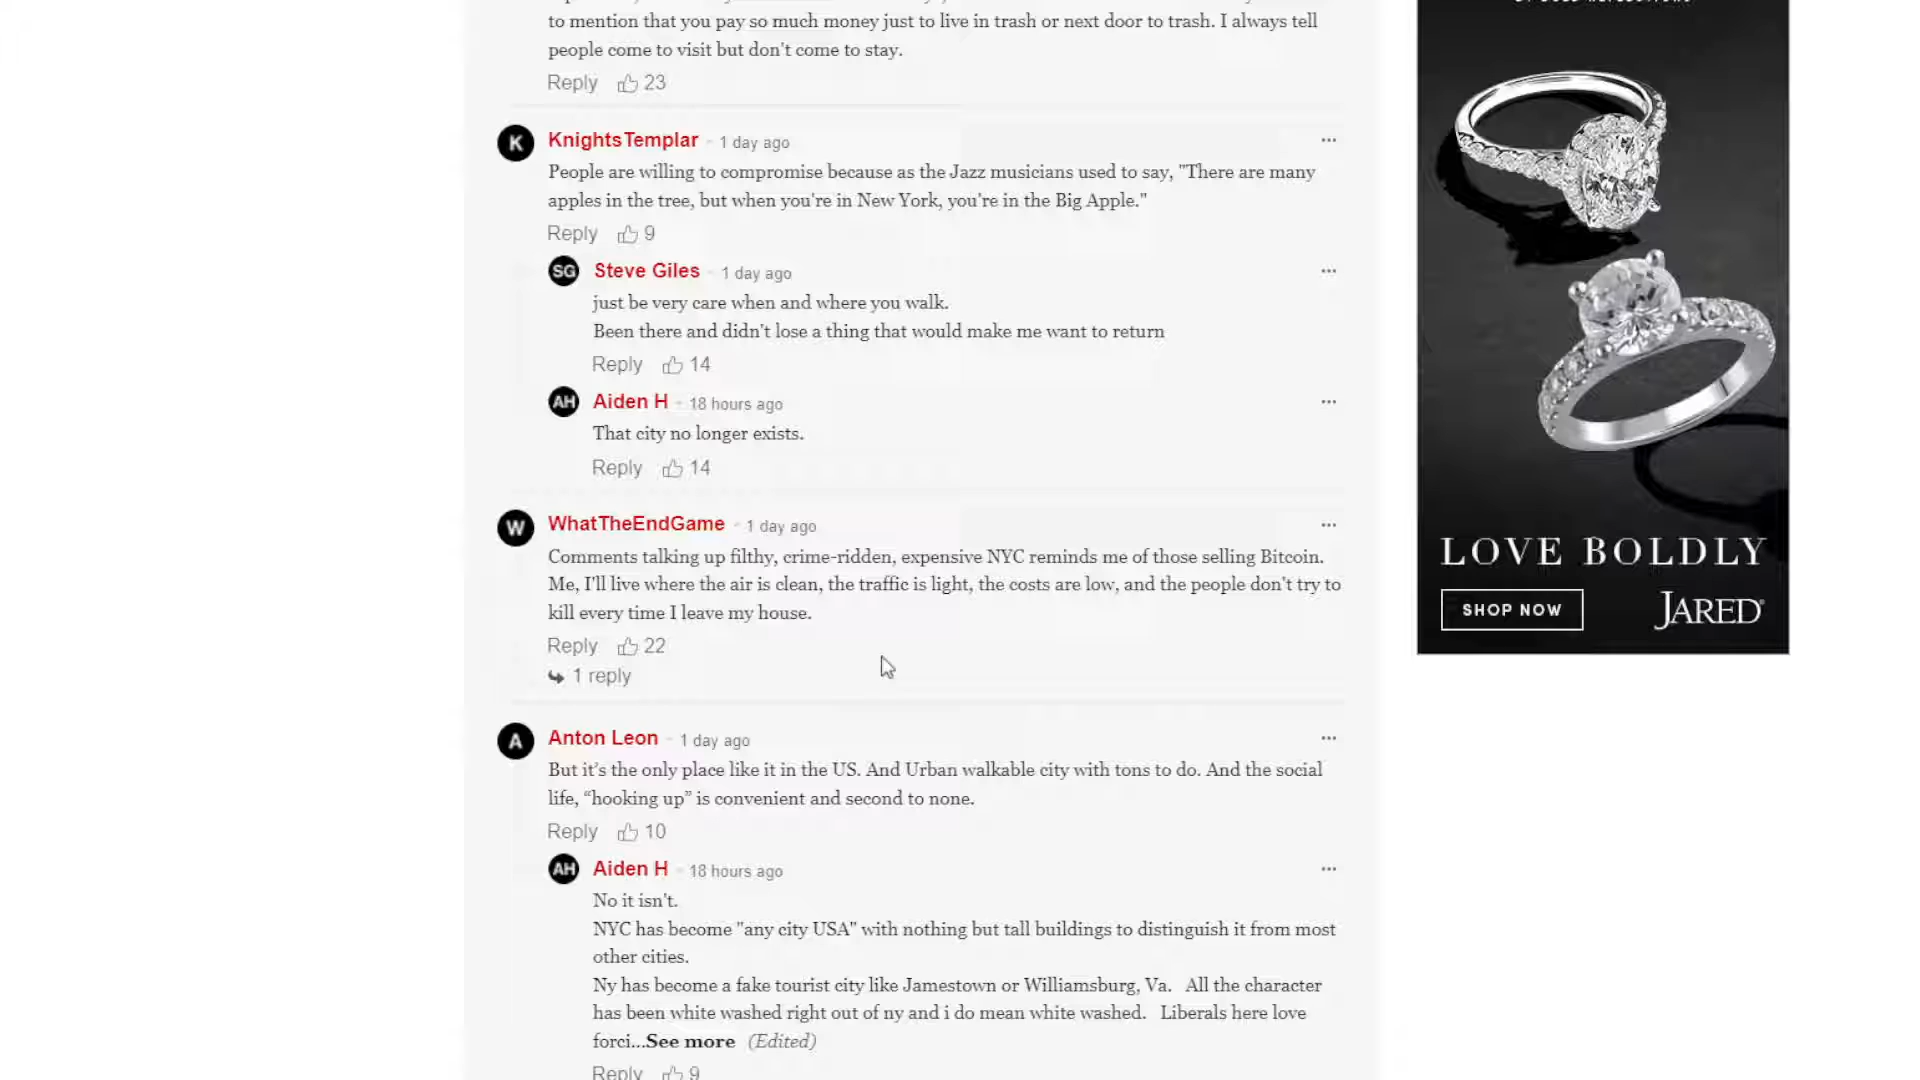 to mention that you pay so much money just to live in trash or next door to trash. I always tell
people come to visit but don't come to stay.
Reply 23
K KnightsTemplar - 1 day ago ...
People are willing to compromise because as the Jazz musicians used to say, "There are many
apples in the tree, but when you're in New York, you're in the Big Apple."
Reply 9
SG Steve Giles - 1 day ago ...
just be very care when and where you walk.
Been there and didn't lose a thing that would make me want to return
Reply 14
AH Aiden H - 18 hours ago ...
That city no longer exists.
Reply 14
W WhatTheEndGame - 1 day ago ...
Comments talking up filthy, crime-ridden, expensive NYC reminds me of those selling Bitcoin.
Me, I'll live where the air is clean, the traffic is light, the costs are low, and the people don't try to
kill every time I leave my house.
Reply 22
1 reply
A Anton Leon - 1 day ago ...
But it's the only place like it in the US. And Urban walkable city with tons to do. And the social
life, “hooking up” is convenient and second to none.
Reply 10
AH Aiden H - 18 hours ago ...
No it isn't.
NYC has become "any city USA" with nothing but tall buildings to distinguish it from most
other cities.
Ny has become a fake tourist city like Jamestown or Williamsburg, Va. All the character
has been white washed right out of ny and i do mean white washed. Liberals here love
forci...See more (Edited)
Reply 9
LOVE BOLDLY
SHOP NOW JARED